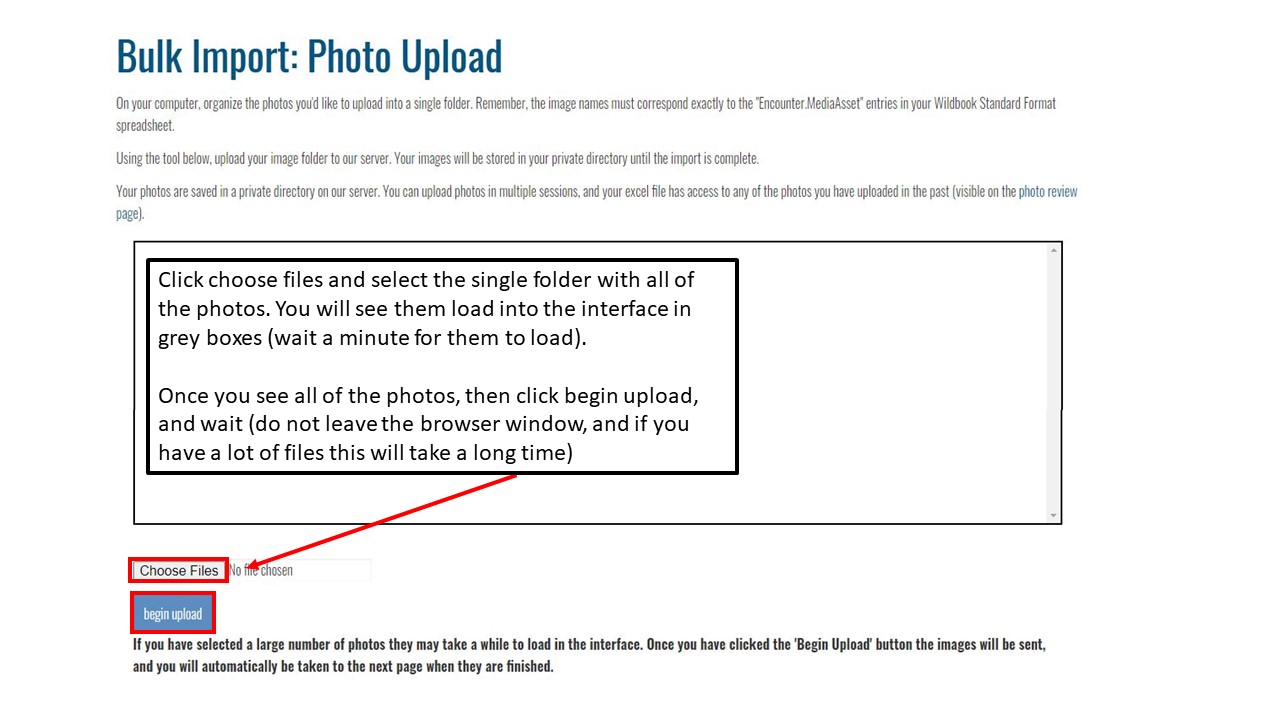 Bulk Import: Photo Upload
On your computer, organize the photos you'd like to upload into a single folder. Remember, the image names must correspond exactly to the "Encounter.MediaAsset" entries in your Wildbook Standard Format
spreadsheet.
Using the tool below, upload your image folder to our server. Your images will be stored in your private directory until the import is complete.
Your photos are saved in a private directory on our server. You can upload photos in multiple sessions, and your excel file has access to any of the photos you have uploaded in the past (visible on the photo review
page).
Click choose files and select the single folder with all of
the photos. You will see them load into the interface in
grey boxes (wait a minute for them to load).
Once you see all of the photos, then click begin upload,
and wait (do not leave the browser window, and if you
have a lot of files this will take a long time)
Choose Files No file chosen
begin upload
If you have selected a large number of photos they may take a while to load in the interface. Once you have clicked the 'Begin Upload' button the images will be sent,
and you will automatically be taken to the next page when they are finished.